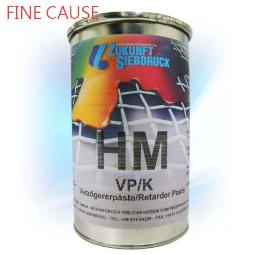 FINE CAUSE
ZUKUNFT
SIEBDRUCK
HM
VP/K
Verzögererpaste/Retarder Paste